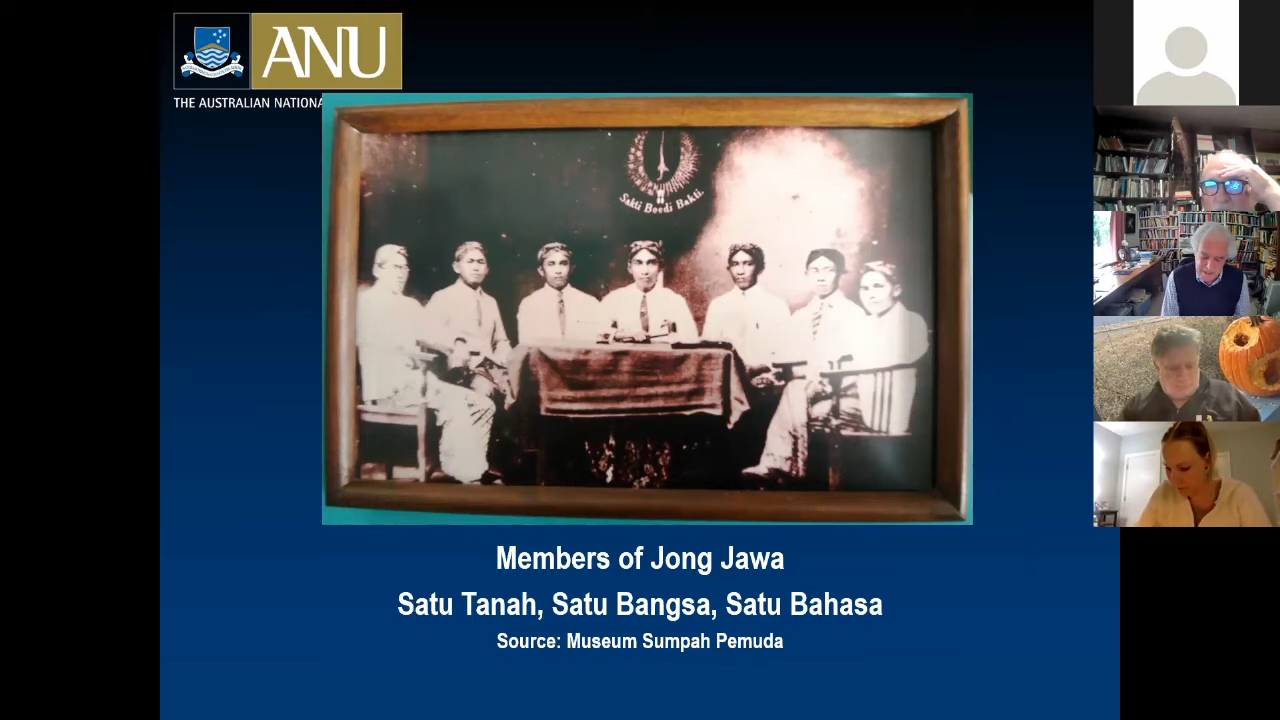 ANU
THE AUSTRALIAN NATIONA
Sakti Boedi Bakti.
Members of Jong Jawa
Satu Tanah, Satu Bangsa, Satu Bahasa
Source: Museum Sumpah Pemuda